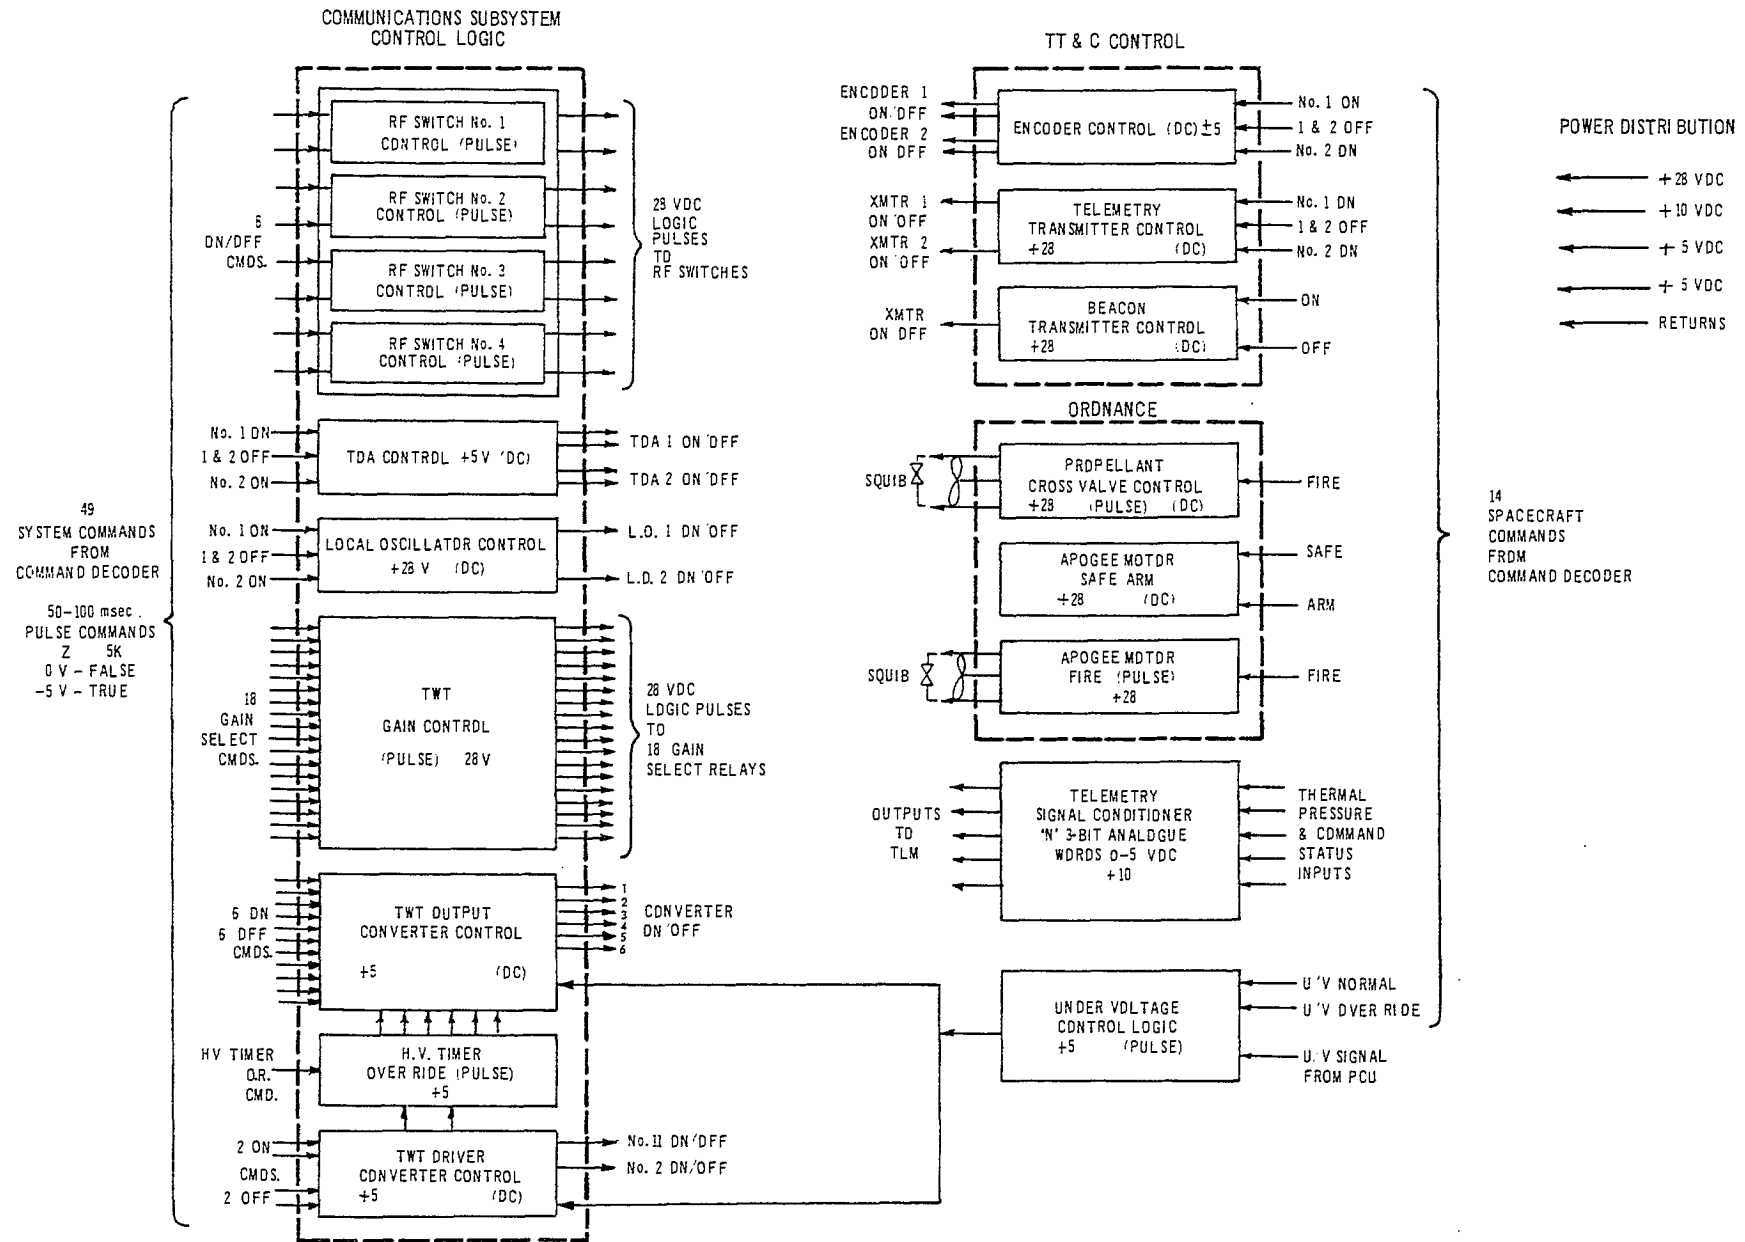 COMMUNICATIONS SUBSYSTEM
CONTROL LOGIC
RF SWITCH No. 1
CONTROL (PULSE)
RF SWITCH No. 2
CONTROL (PULSE)
RF SWITCH No. 3
CONTROL (PULSE)
RF SWITCH No. 4
CONTROL (PULSE)
6
ON/OFF
CMDS.
28 VDC
LOGIC
PULSES
TO
RF SWITCHES
No. 1 ON
1 & 2 OFF
No. 2 ON
TDA CONTROL +5 V (DC)
TDA 1 ON/OFF
TDA 2 ON/OFF
No. 1 ON
1 & 2 OFF
No. 2 ON
LOCAL OSCILLATOR CONTROL
+28 V (DC)
L.O. 1 ON/OFF
L.O. 2 ON/OFF
49
SYSTEM COMMANDS
FROM
COMMAND DECODER
50-100 msec.
PULSE COMMANDS
Z 5K
0 V - FALSE
-5 V - TRUE
18
GAIN
SELECT
CMDS.
TWT
GAIN CONTROL
(PULSE) 28 V
28 VDC
LOGIC PULSES
TO
18 GAIN
SELECT RELAYS
6 ON
6 OFF
CMDS.
TWT OUTPUT
CONVERTER CONTROL
+5 (DC)
1
2
3
4
5
6
CONVERTER
ON/OFF
HV TIMER
O.R.
CMD.
H.V. TIMER
OVER RIDE (PULSE)
+5
2 ON
CMDS.
2 OFF
TWT DRIVER
CONVERTER CONTROL
+5 (DC)
No. 11 ON/OFF
No. 2 ON/OFF
TT & C CONTROL
ENCODER 1
ON/OFF
ENCODER 2
ON OFF
ENCODER CONTROL (DC) ±5
No. 1 ON
1 & 2 OFF
No. 2 ON
XMTR 1
ON/OFF
XMTR 2
ON/OFF
TELEMETRY
TRANSMITTER CONTROL
+28 (DC)
No. 1 ON
1 & 2 OFF
No. 2 ON
XMTR
ON OFF
BEACON
TRANSMITTER CONTROL
+28 (DC)
ON
OFF
ORDNANCE
SQUIB
PROPELLANT
CROSS VALVE CONTROL
+28 (PULSE) (DC)
FIRE
APOGEE MOTOR
SAFE ARM
+28 (DC)
SAFE
ARM
SQUIB
APOGEE MOTOR
FIRE (PULSE)
+28
FIRE
OUTPUTS
TO
TLM
TELEMETRY
SIGNAL CONDITIONER
'N' 3-BIT ANALOGUE
WORDS 0-5 VDC
+10
THERMAL
PRESSURE
& COMMAND
STATUS
INPUTS
UNDER VOLTAGE
CONTROL LOGIC
+5 (PULSE)
U/V NORMAL
U/V OVER RIDE
U/V SIGNAL
FROM PCU
14
SPACECRAFT
COMMANDS
FROM
COMMAND DECODER
POWER DISTRIBUTION
+28 VDC
+10 VDC
+ 5 VDC
+ 5 VDC
RETURNS